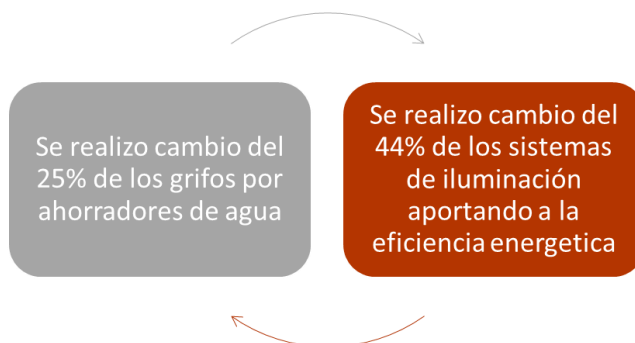 Se realizo cambio del
25% de los grifos por
ahorradores de agua
Se realizo cambio del
44% de los sistemas
de iluminación
aportando a la
eficiencia energetica